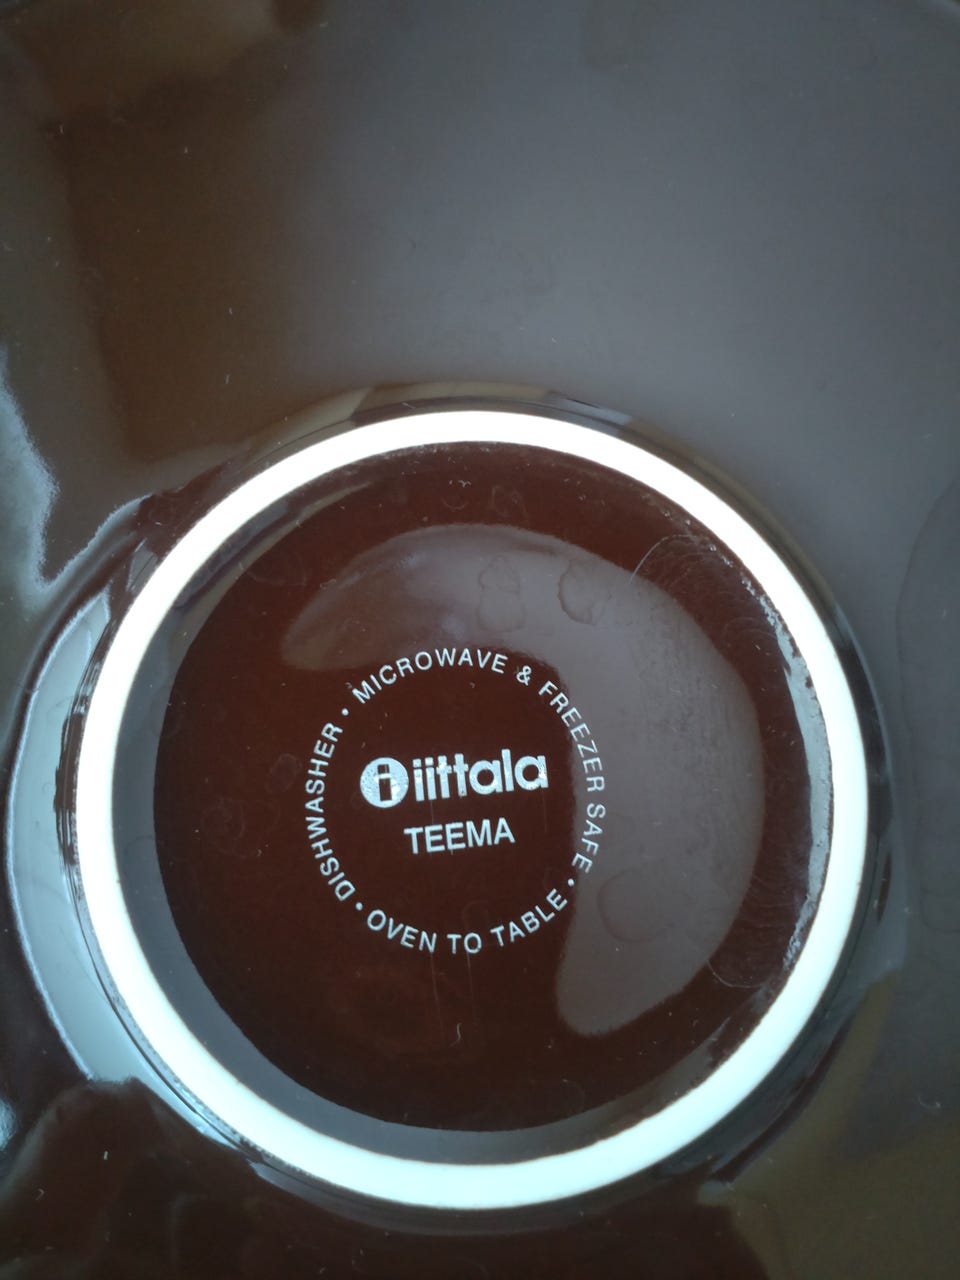 DISHWASHER • MICROWAVE & FREEZER SAFE • OVEN TO TABLE •
i iittala
TEEMA